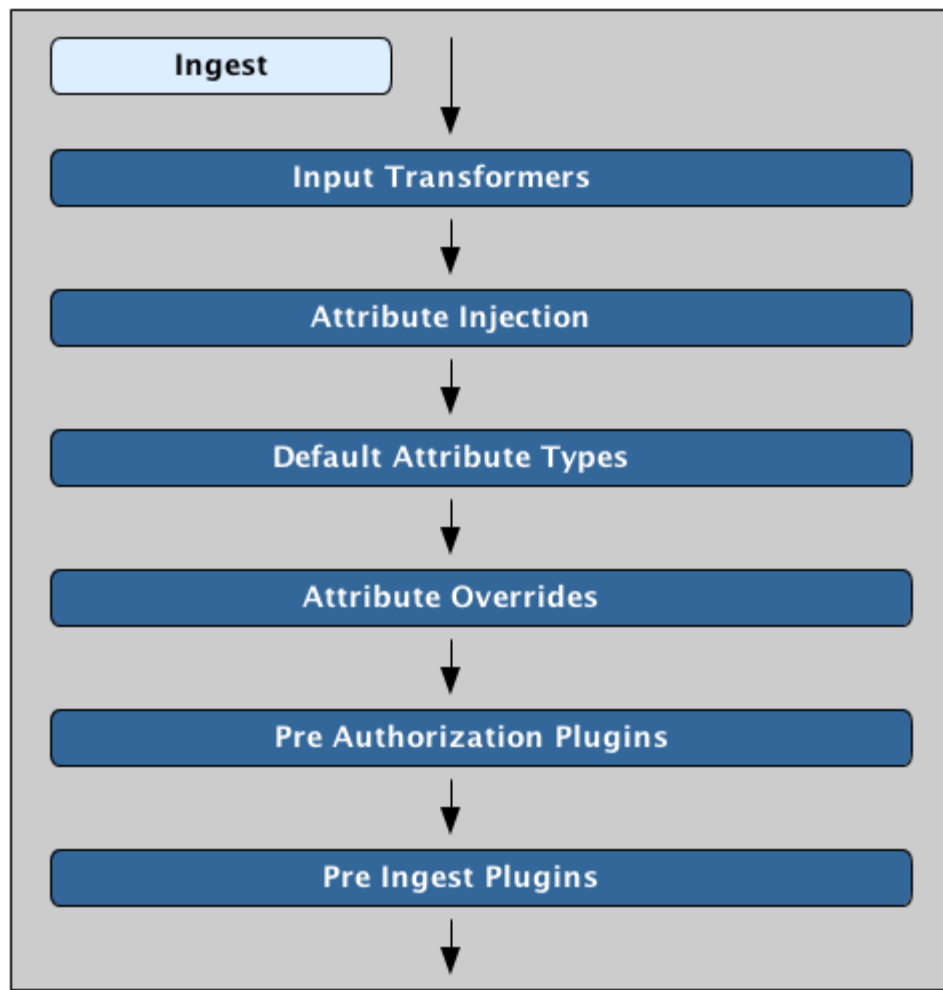 Ingest
Input Transformers
Attribute Injection
Default Attribute Types
Attribute Overrides
Pre Authorization Plugins
Pre Ingest Plugins